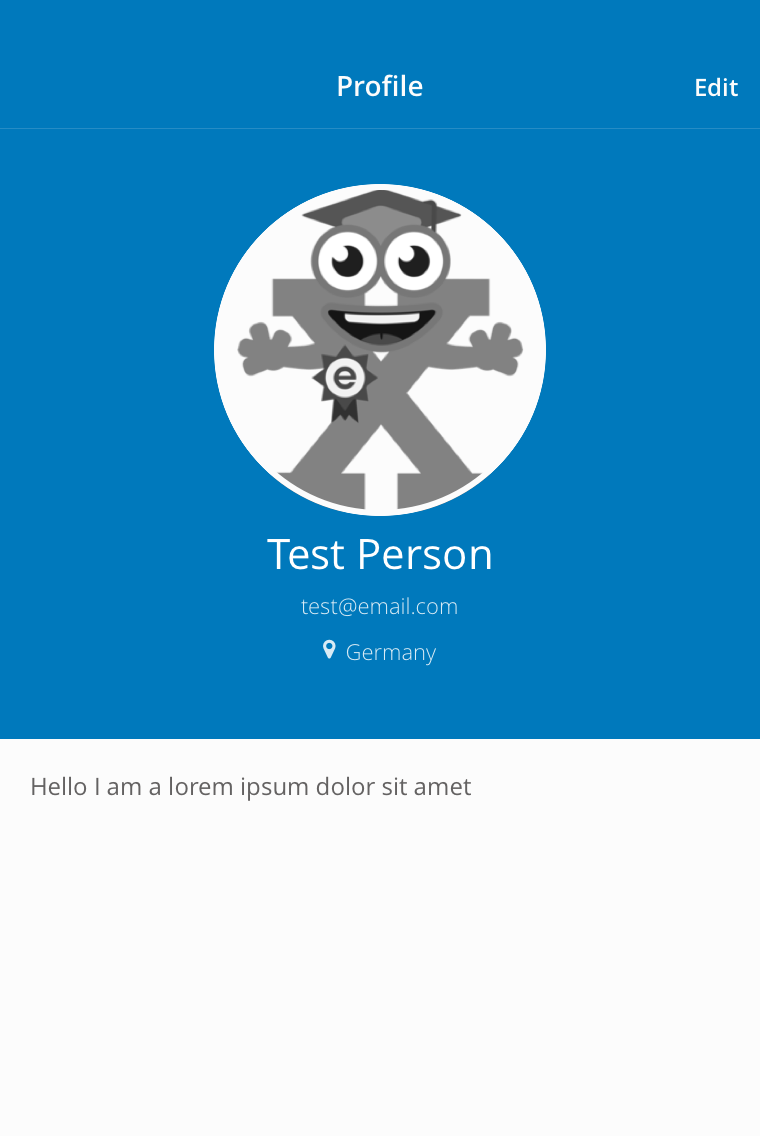 Profile
Edit
e
Test Person
test@email.com
Germany
Hello I am a lorem ipsum dolor sit amet